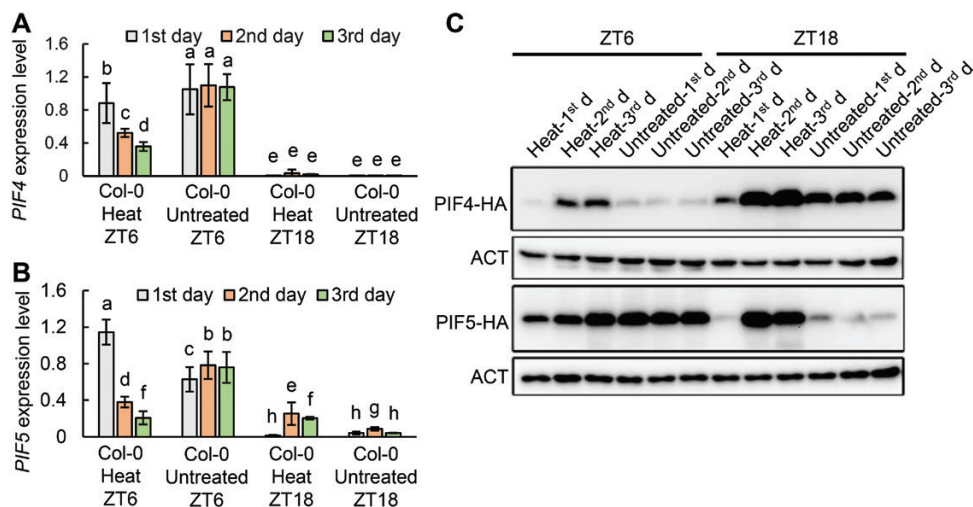 A
PIF4 expression level
1.6
1.2
0.8
0.4
0
1st day 2nd day 3rd day
b c d a a a e e e e e e
Col-0 Heat ZT6
Col-0 Untreated ZT6
Col-0 Heat ZT18
Col-0 Untreated ZT18
B
PIF5 expression level
1.6
1.2
0.8
0.4
0
1st day 2nd day 3rd day
a d f c b b h e f h g h
Col-0 Heat ZT6
Col-0 Untreated ZT6
Col-0 Heat ZT18
Col-0 Untreated ZT18
C
ZT6 ZT18
Heat-1st d
Heat-2nd d
Heat-3rd d
Untreated-1st d
Untreated-2nd d
Untreated-3rd d
Heat-1st d
Heat-2nd d
Heat-3rd d
Untreated-1st d
Untreated-2nd d
Untreated-3rd d
PIF4-HA
ACT
PIF5-HA
ACT